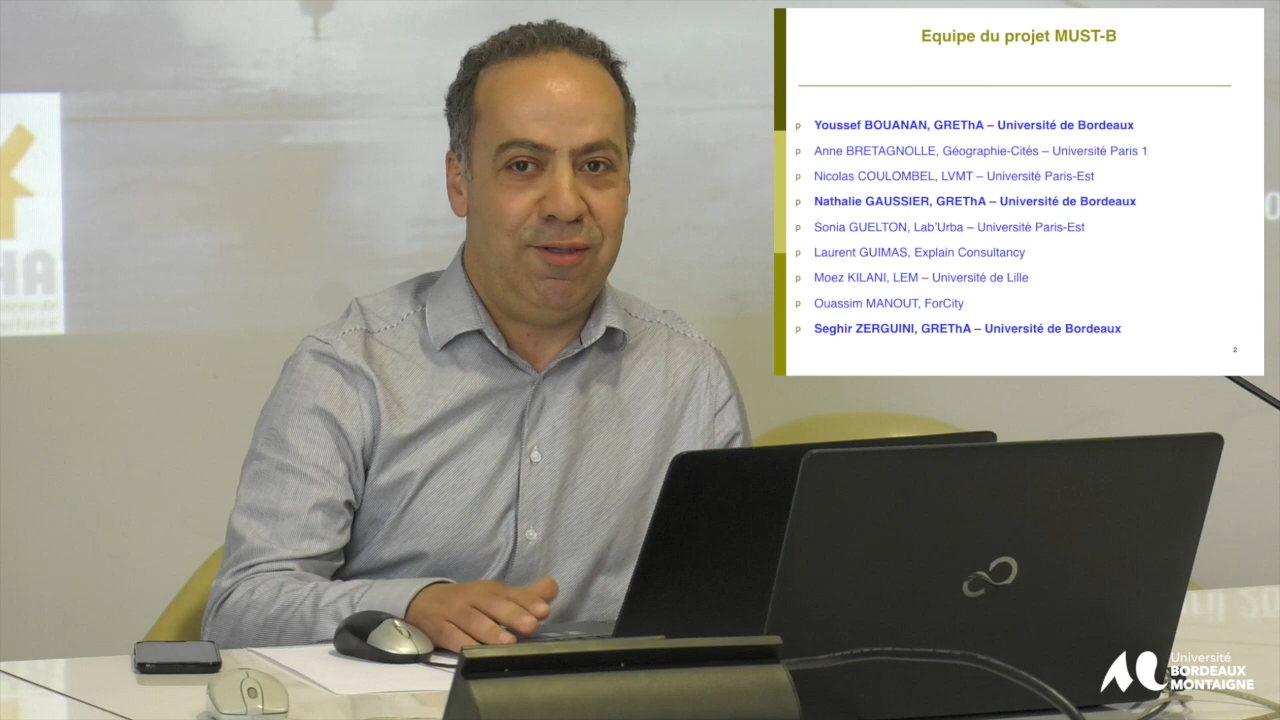 Equipe du projet MUST-B
p Youssef BOUANAN, GREThA – Université de Bordeaux
p Anne BRETAGNOLLE, Géographie-Cités – Université Paris 1
p Nicolas COULOMBEL, LVMT – Université Paris-Est
p Nathalie GAUSSIER, GREThA – Université de Bordeaux
p Sonia GUELTON, Lab'Urba – Université Paris-Est
p Laurent GUIMAS, Explain Consultancy
p Moez KILANI, LEM – Université de Lille
p Ouassim MANOUT, ForCity
p Seghir ZERGUINI, GREThA – Université de Bordeaux
2
HA
Université
BORDEAUX
MONTAIGNE